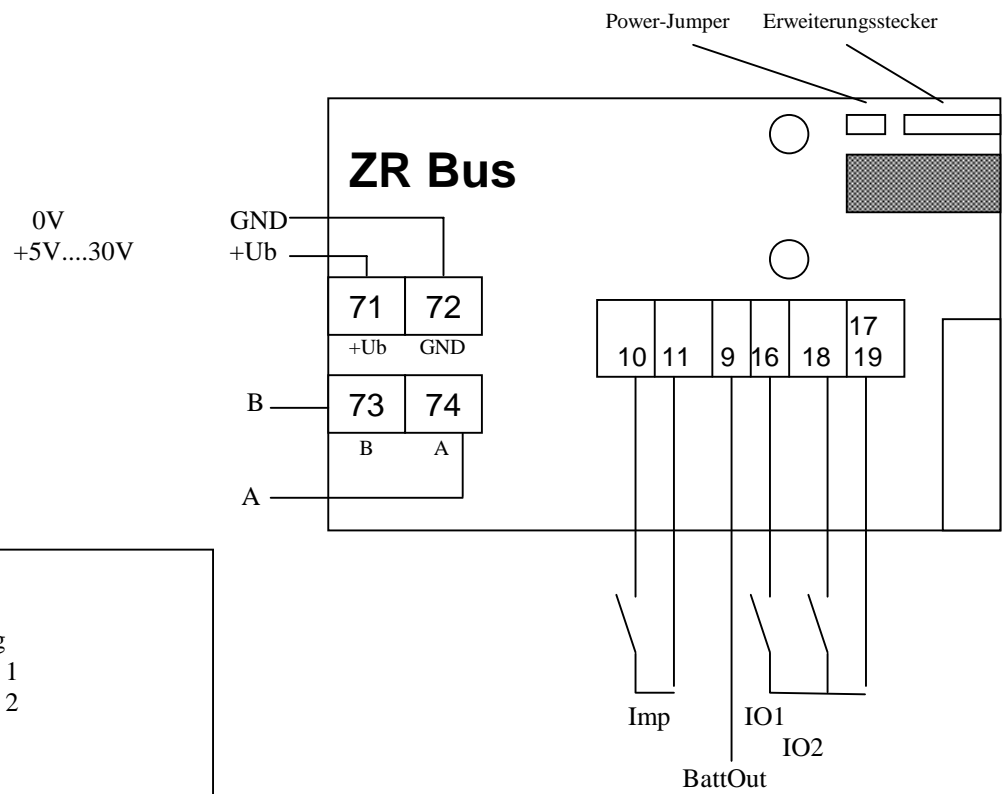 Power-Jumper Erweiterungsstecker
ZR Bus
0V GND
+5V....30V +Ub
71 72
+Ub GND
B 73 74
B A
A
17
10 11 9 16 18 19
1
2
Imp IO1
IO2
BattOut